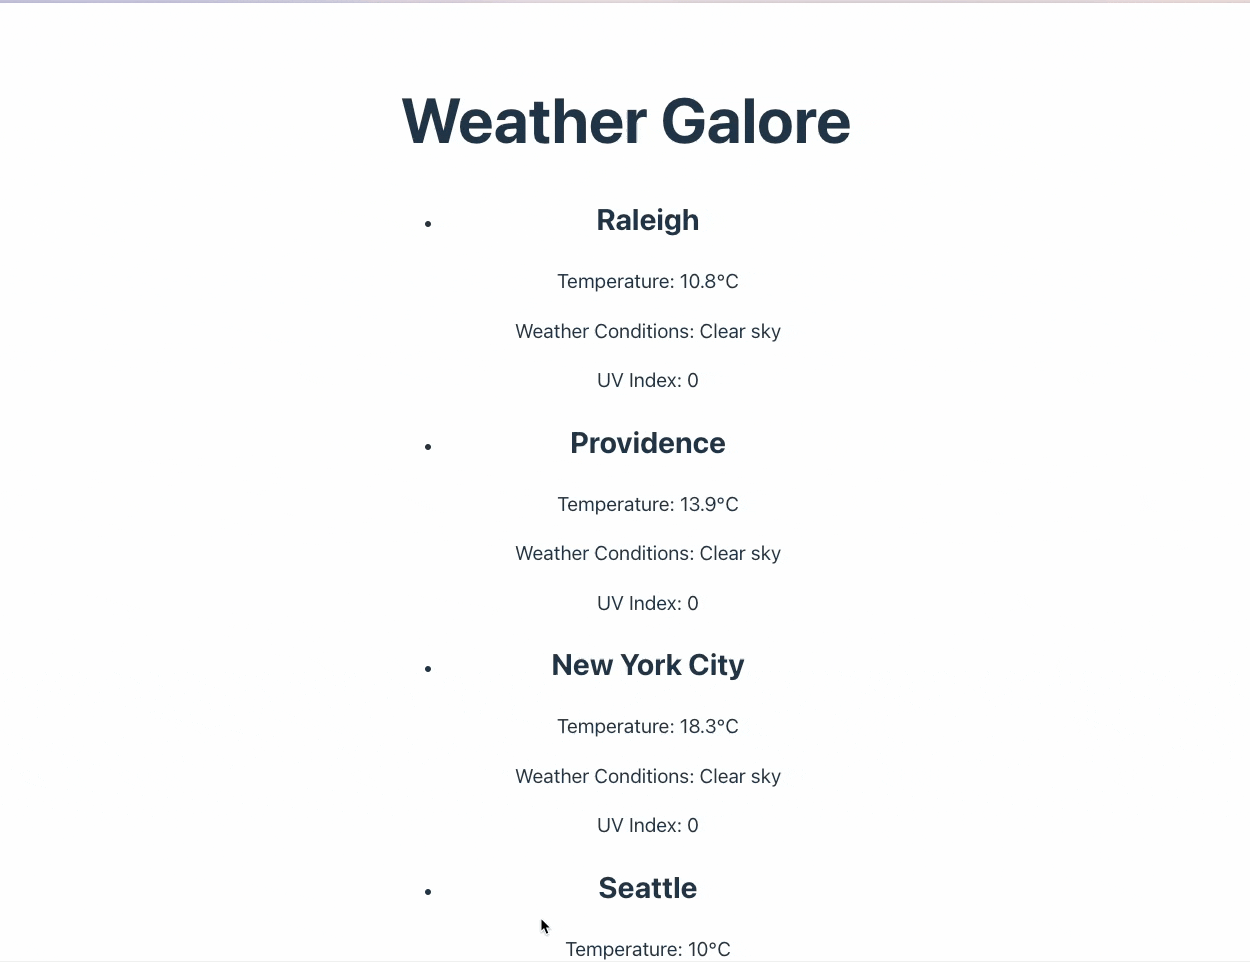 Weather Galore
Raleigh
Temperature: 10.8°C
Weather Conditions: Clear sky
UV Index: 0
Providence
Temperature: 13.9°C
Weather Conditions: Clear sky
UV Index: 0
New York City
Temperature: 18.3°C
Weather Conditions: Clear sky
UV Index: 0
Seattle
Temperature: 10°C